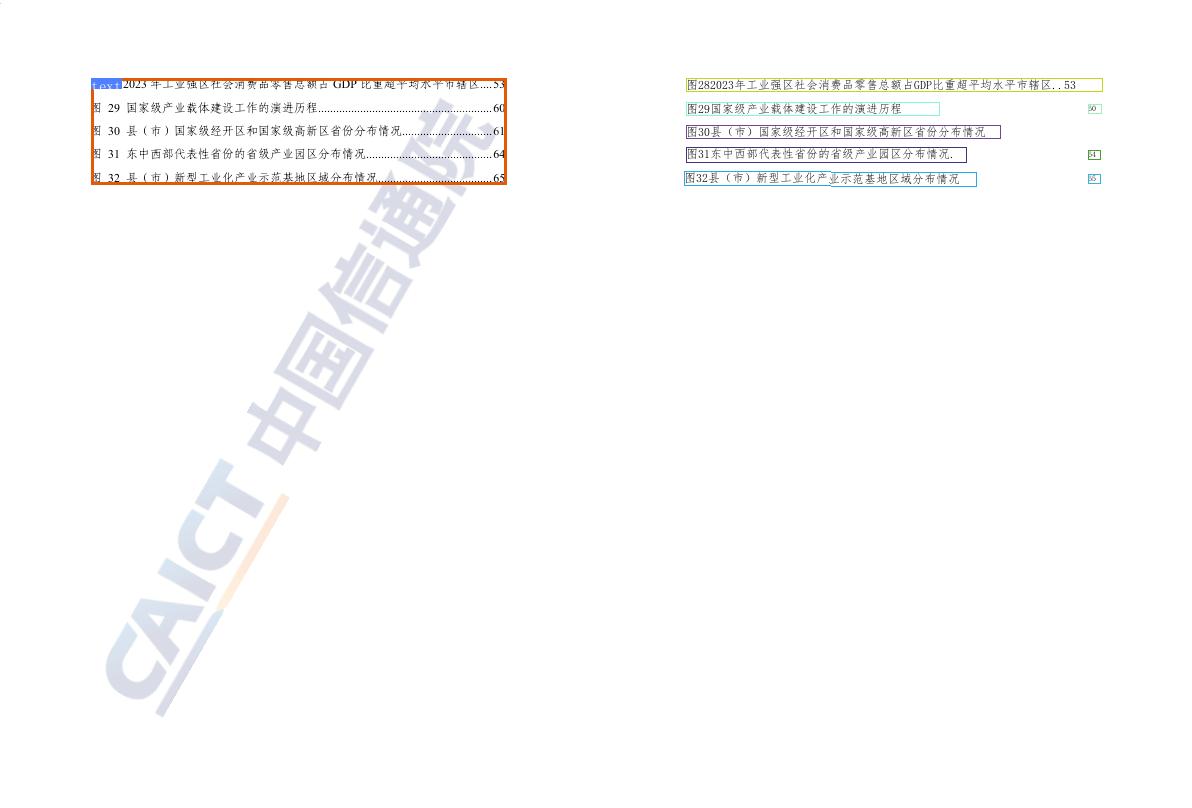 text 2023 年工业强区社会消费品零售总额占 GDP 比重超平均水平市辖区....53
图 29 国家级产业载体建设工作的演进历程..........................................................60
图 30 县（市）国家级经开区和国家级高新区省份分布情况..............................61
图 31 东中西部代表性省份的省级产业园区分布情况..........................................64
图 32 县（市）新型工业化产业示范基地区域分布情况......................................65
CAICT 中国信通院
图282023年工业强区社会消费品零售总额占GDP比重超平均水平市辖区..53
图29国家级产业载体建设工作的演进历程 60
图30县（市）国家级经开区和国家级高新区省份分布情况
图31东中西部代表性省份的省级产业园区分布情况. 64
图32县（市）新型工业化产业示范基地区域分布情况 65